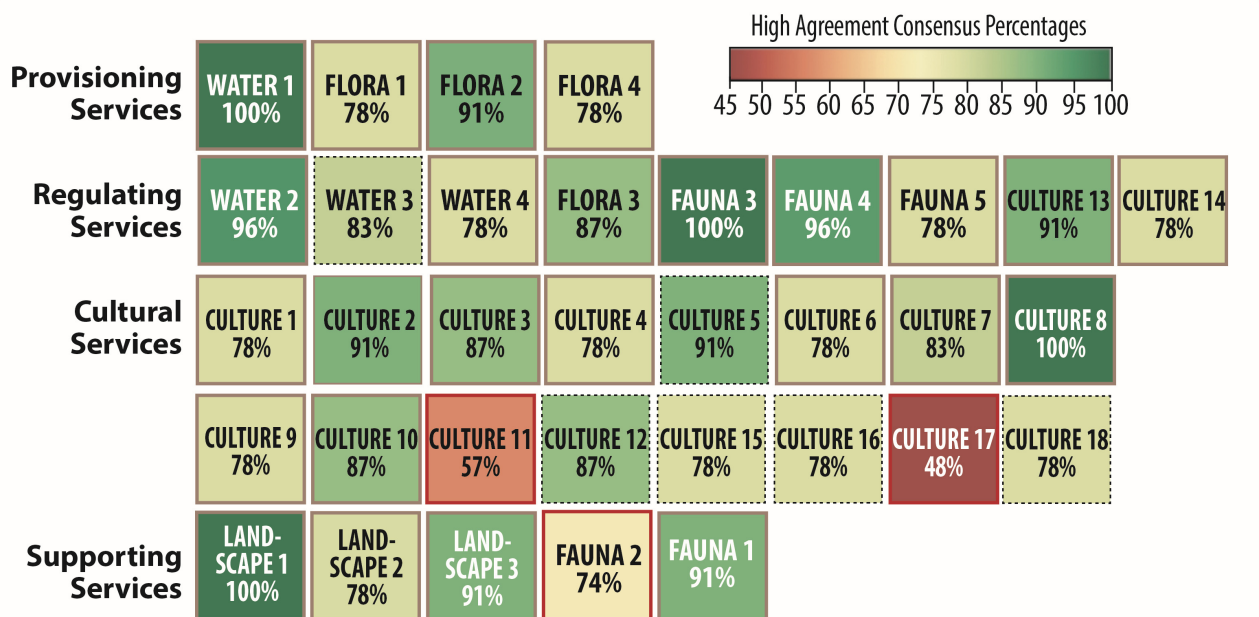 High Agreement Consensus Percentages
45 50 55 60 65 70 75 80 85 90 95 100
Provisioning
Services
WATER 1
100%
FLORA 1
78%
FLORA 2
91%
FLORA 4
78%
Regulating
Services
WATER 2
96%
WATER 3
83%
WATER 4
78%
FLORA 3
87%
FAUNA 3
100%
FAUNA 4
96%
FAUNA 5
78%
CULTURE 13
91%
CULTURE 14
78%
Cultural
Services
CULTURE 1
78%
CULTURE 2
91%
CULTURE 3
87%
CULTURE 4
78%
CULTURE 5
91%
CULTURE 6
78%
CULTURE 7
83%
CULTURE 8
100%
CULTURE 9
78%
CULTURE 10
87%
CULTURE 11
57%
CULTURE 12
87%
CULTURE 15
78%
CULTURE 16
78%
CULTURE 17
48%
CULTURE 18
78%
Supporting
Services
LAND-
SCAPE 1
100%
LAND-
SCAPE 2
78%
LAND-
SCAPE 3
91%
FAUNA 2
74%
FAUNA 1
91%